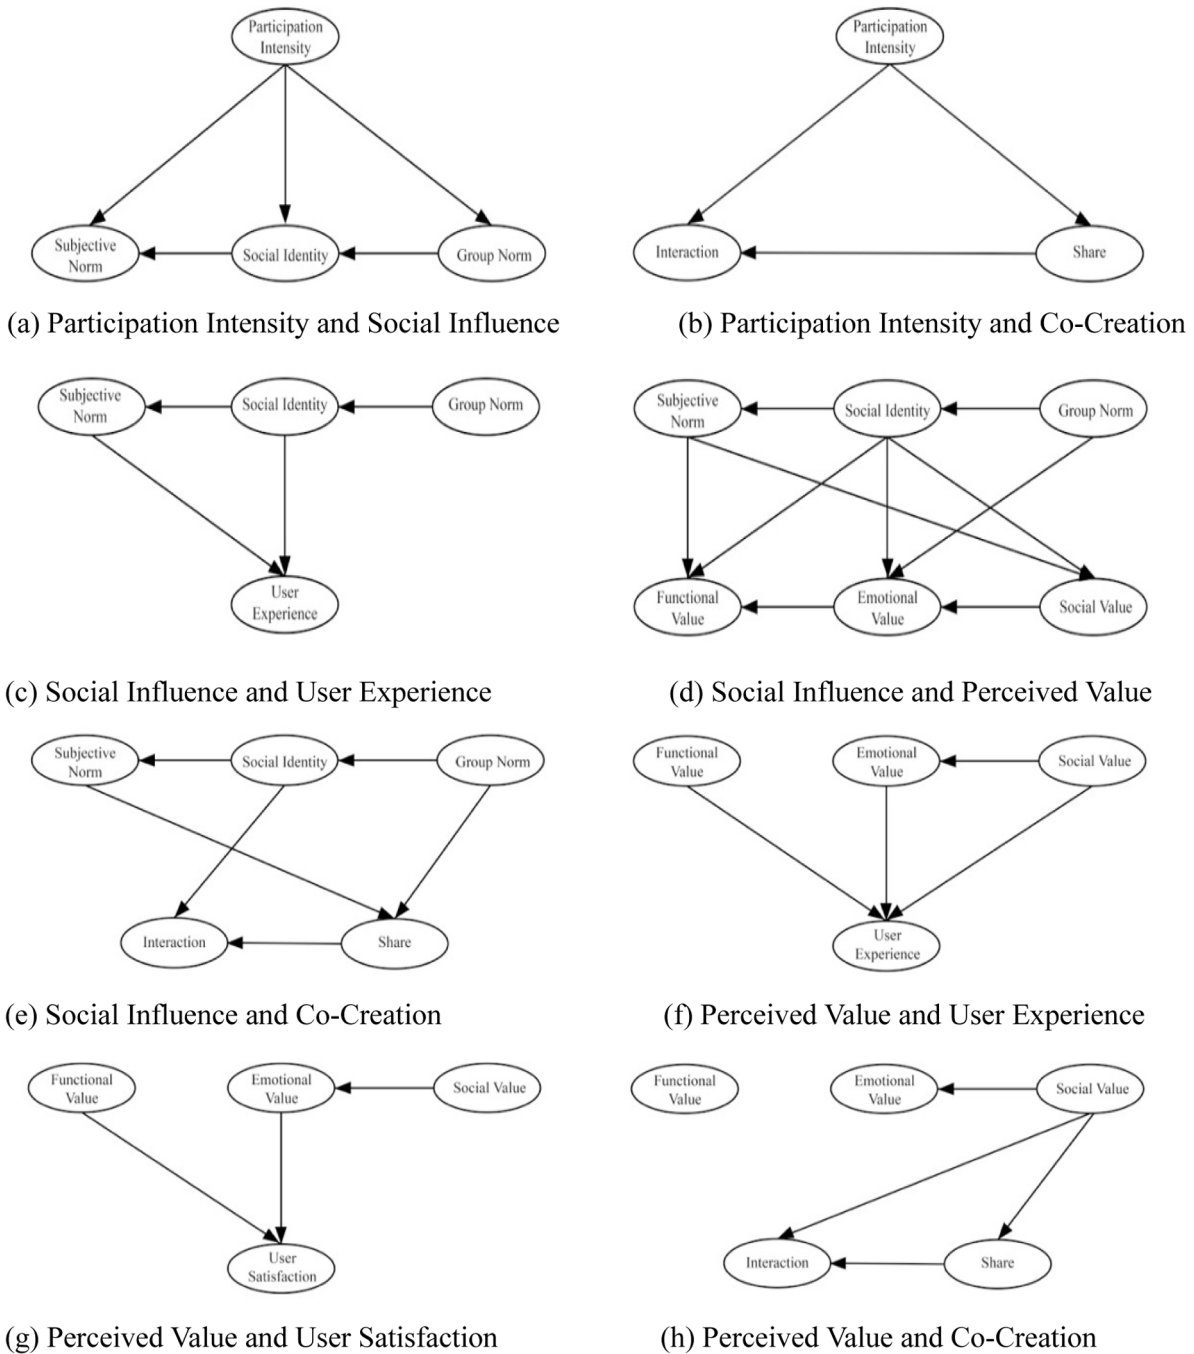 Participation
Intensity
Subjective
Norm
Social Identity
Group Norm
(a) Participation Intensity and Social Influence
Participation
Intensity
Interaction
Share
(b) Participation Intensity and Co-Creation
Subjective
Norm
Social Identity
Group Norm
User
Experience
(c) Social Influence and User Experience
Subjective
Norm
Social Identity
Group Norm
Functional
Value
Emotional
Value
Social Value
(d) Social Influence and Perceived Value
Subjective
Norm
Social Identity
Group Norm
Interaction
Share
(e) Social Influence and Co-Creation
Functional
Value
Emotional
Value
Social Value
User
Experience
(f) Perceived Value and User Experience
Functional
Value
Emotional
Value
Social Value
User
Satisfaction
(g) Perceived Value and User Satisfaction
Functional
Value
Emotional
Value
Social Value
Interaction
Share
(h) Perceived Value and Co-Creation